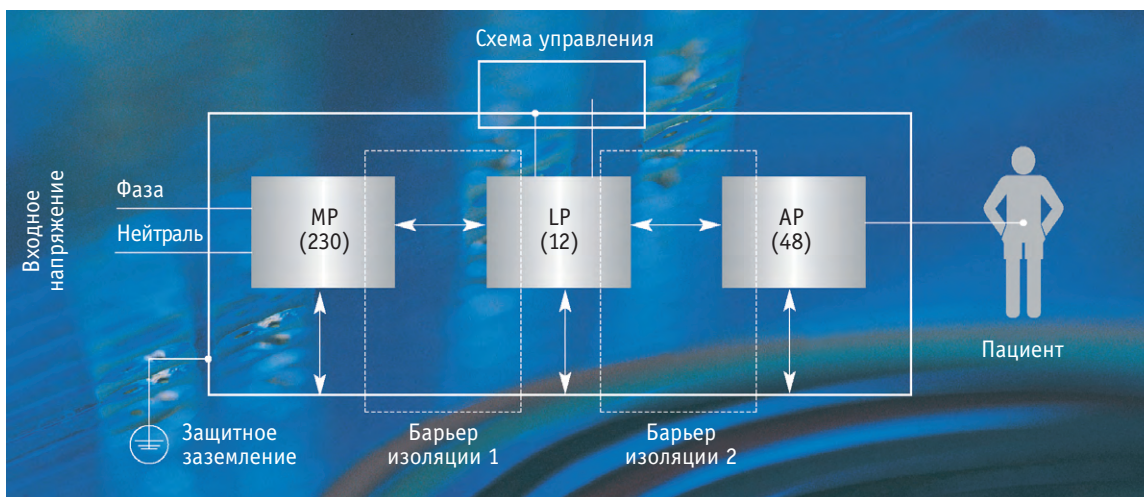 Схема управления
Входное
напряжение
Фаза
Нейтраль
MP
(230)
LP
(12)
AP
(48)
Пациент
Защитное
заземление
Барьер
изоляции 1
Барьер
изоляции 2